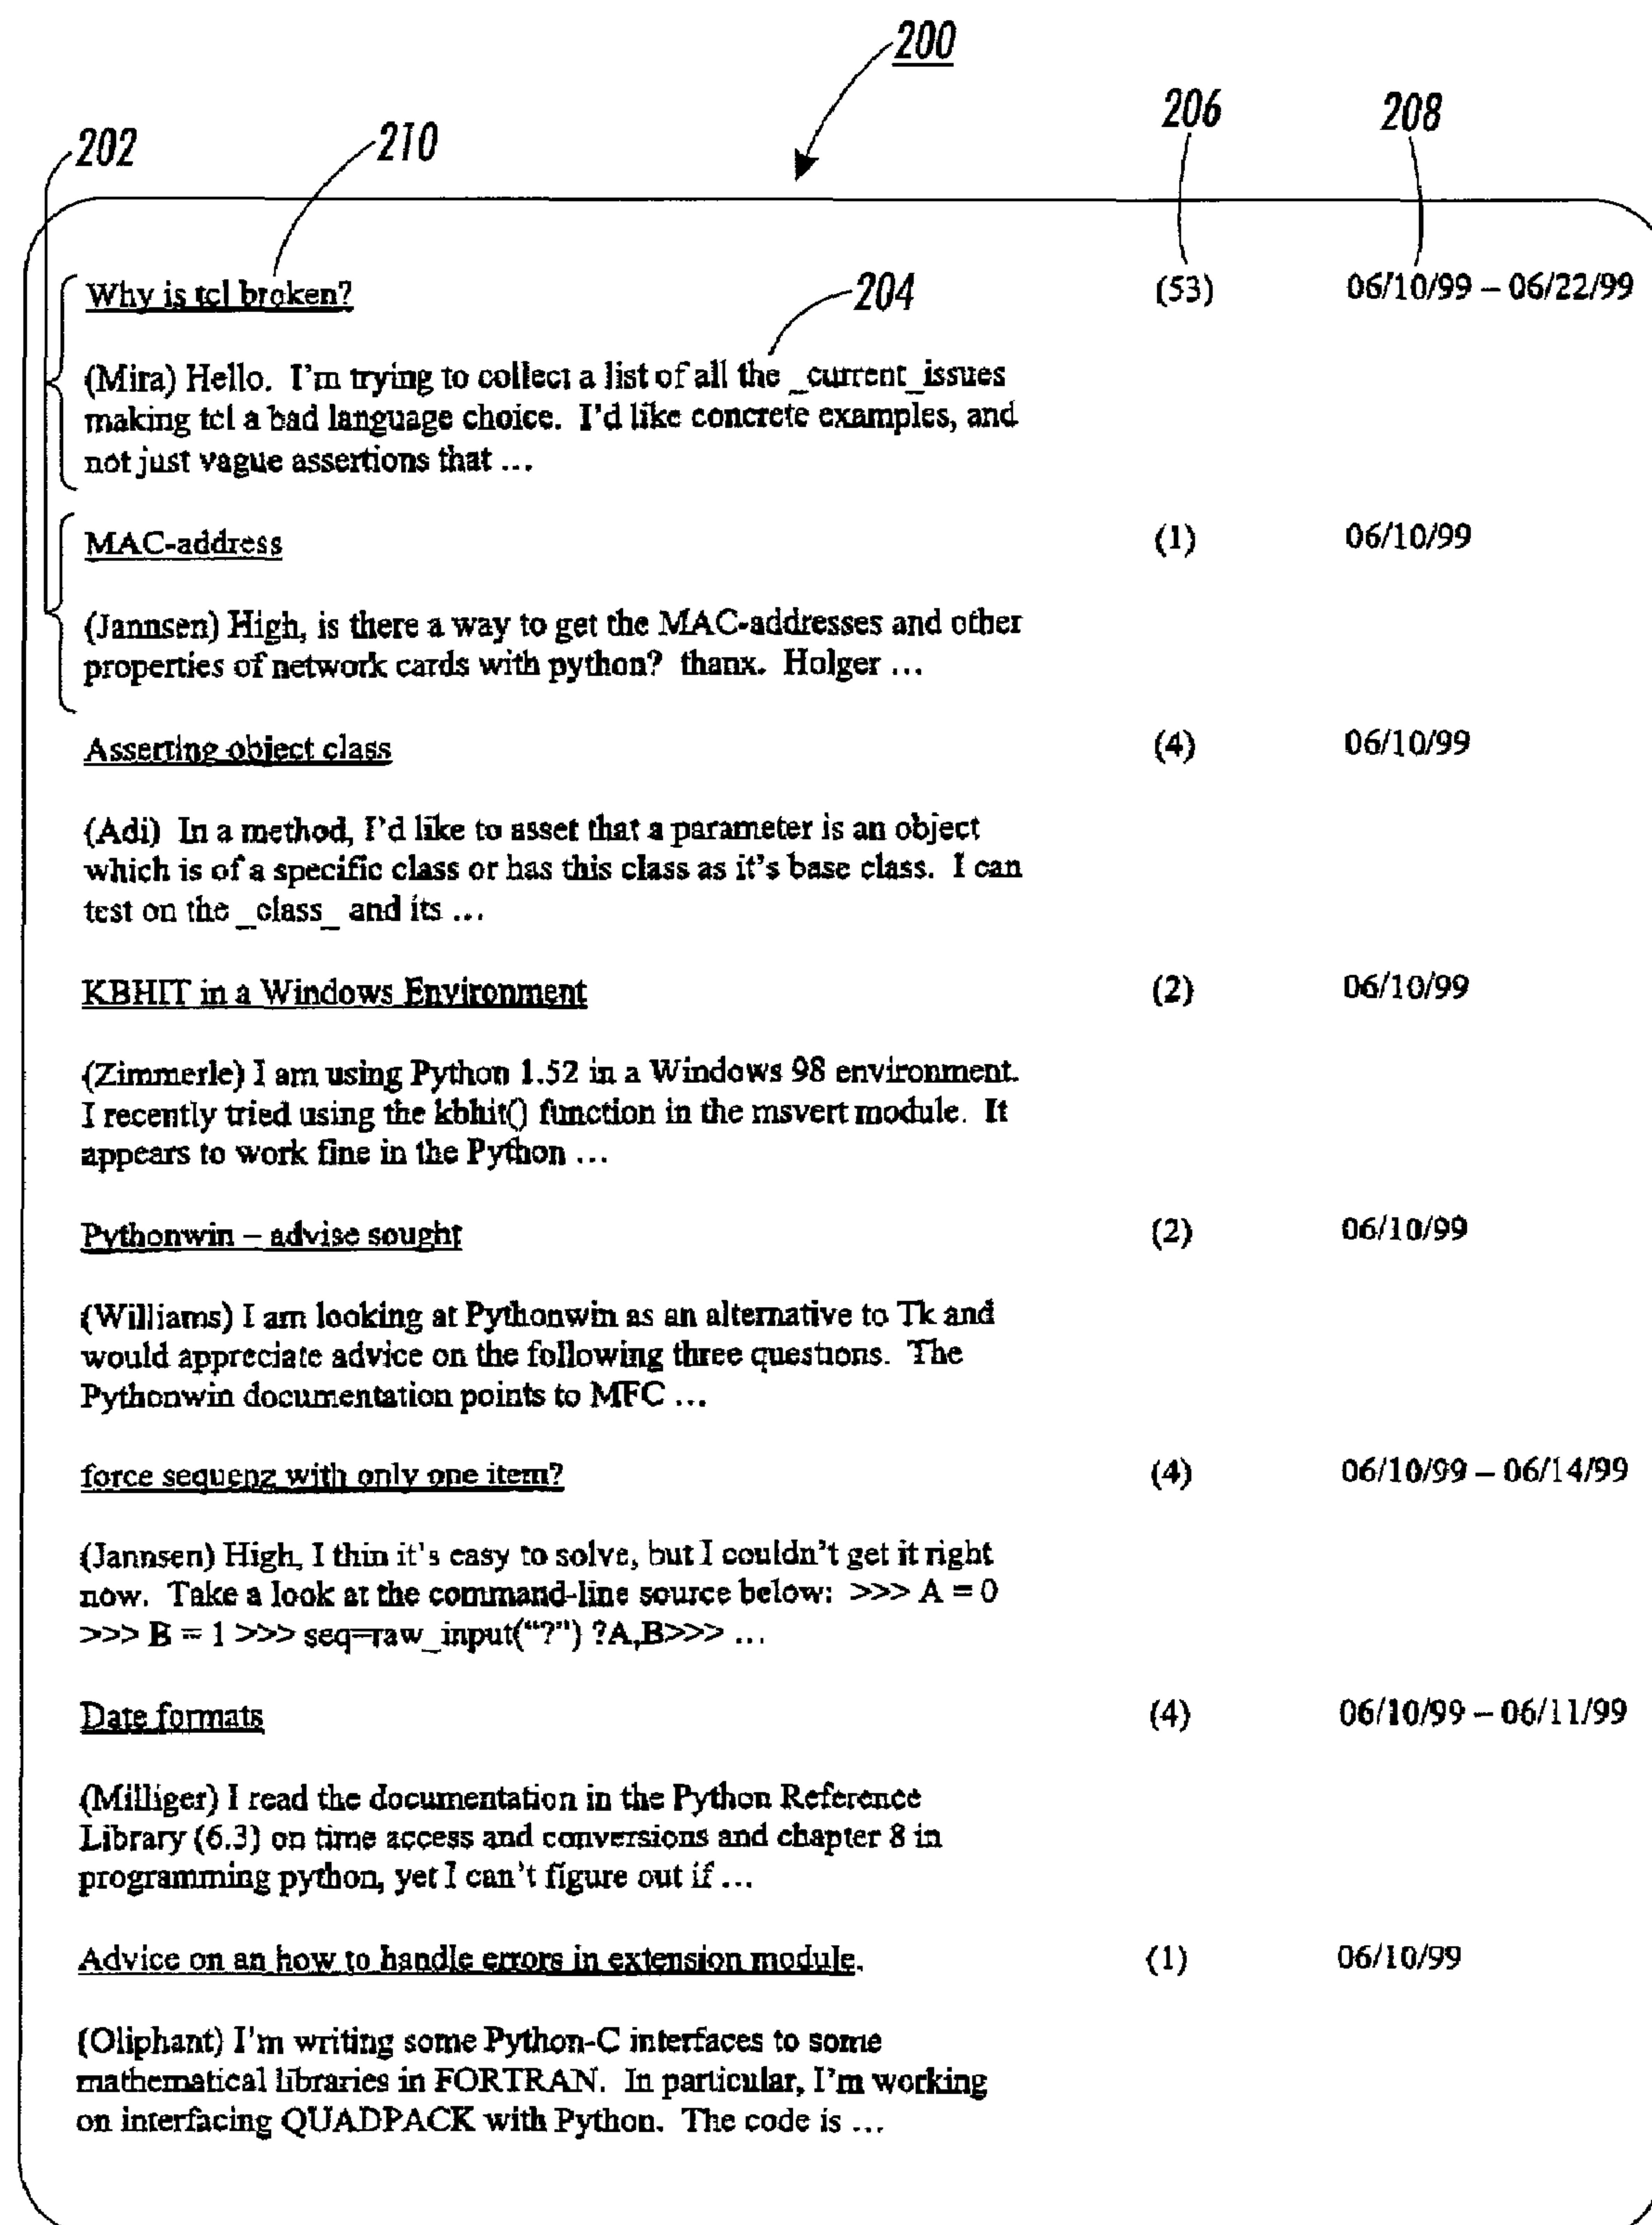 200
206 208
202 210
Why is tcl broken? (53) 06/10/99 – 06/22/99
204
(Mira) Hello. I'm trying to collect a list of all the _current_issues
making tcl a bad language choice. I'd like concrete examples, and
not just vague assertions that ...
MAC-address (1) 06/10/99
(Jannsen) High, is there a way to get the MAC-addresses and other
properties of network cards with python? thanx. Holger ...
Asserting object class (4) 06/10/99
(Adi) In a method, I'd like to asset that a parameter is an object
which is of a specific class or has this class as it's base class. I can
test on the _class_ and its ...
KBHIT in a Windows Environment (2) 06/10/99
(Zimmerle) I am using Python 1.52 in a Windows 98 environment.
I recently tried using the kbhit() function in the msvert module. It
appears to work fine in the Python ...
Pythonwin – advise sought (2) 06/10/99
(Williams) I am looking at Pythonwin as an alternative to Tk and
would appreciate advice on the following three questions. The
Pythonwin documentation points to MFC ...
force sequenz with only one item? (4) 06/10/99 – 06/14/99
(Jannsen) High, I thin it's easy to solve, but I couldn't get it right
now. Take a look at the command-line source below: >>> A = 0
>>> B = 1 >>> seq=raw_input("?") ?A,B>>> ...
Date formats (4) 06/10/99 – 06/11/99
(Milliger) I read the documentation in the Python Reference
Library (6.3) on time access and conversions and chapter 8 in
programming python, yet I can't figure out if ...
Advice on an how to handle errors in extension module. (1) 06/10/99
(Oliphant) I'm writing some Python-C interfaces to some
mathematical libraries in FORTRAN. In particular, I'm working
on interfacing QUADPACK with Python. The code is ...